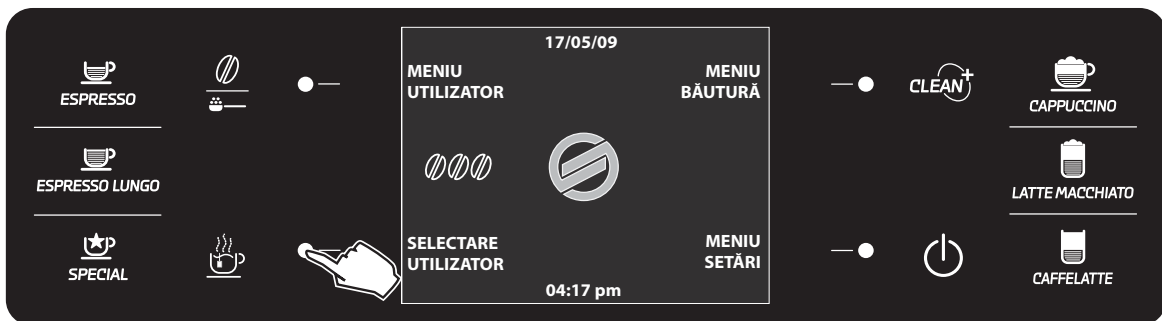 ESPRESSO
ESPRESSO LUNGO
SPECIAL
17/05/09
MENIU
UTILIZATOR
MENIU
BĂUTURĂ
SELECTARE
UTILIZATOR
MENIU
SETĂRI
04:17 pm
CLEAN+
CAPPUCCINO
LATTE MACCHIATO
CAFFELATTE